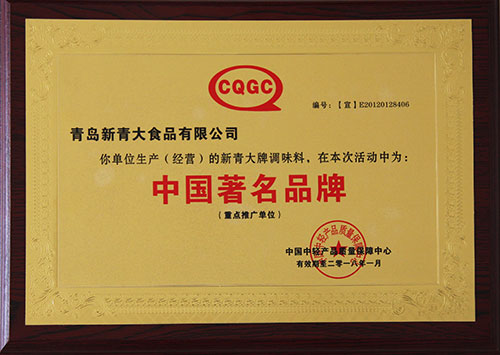 CQGC
编号：【宣】E20120128406
青岛新青大食品有限公司
你单位生产（经营）的新青大牌调味料，在本次活动中为：
中国著名品牌
（重点推广单位）
中国中轻产品质量保障中心
有效期至二零一八年一月